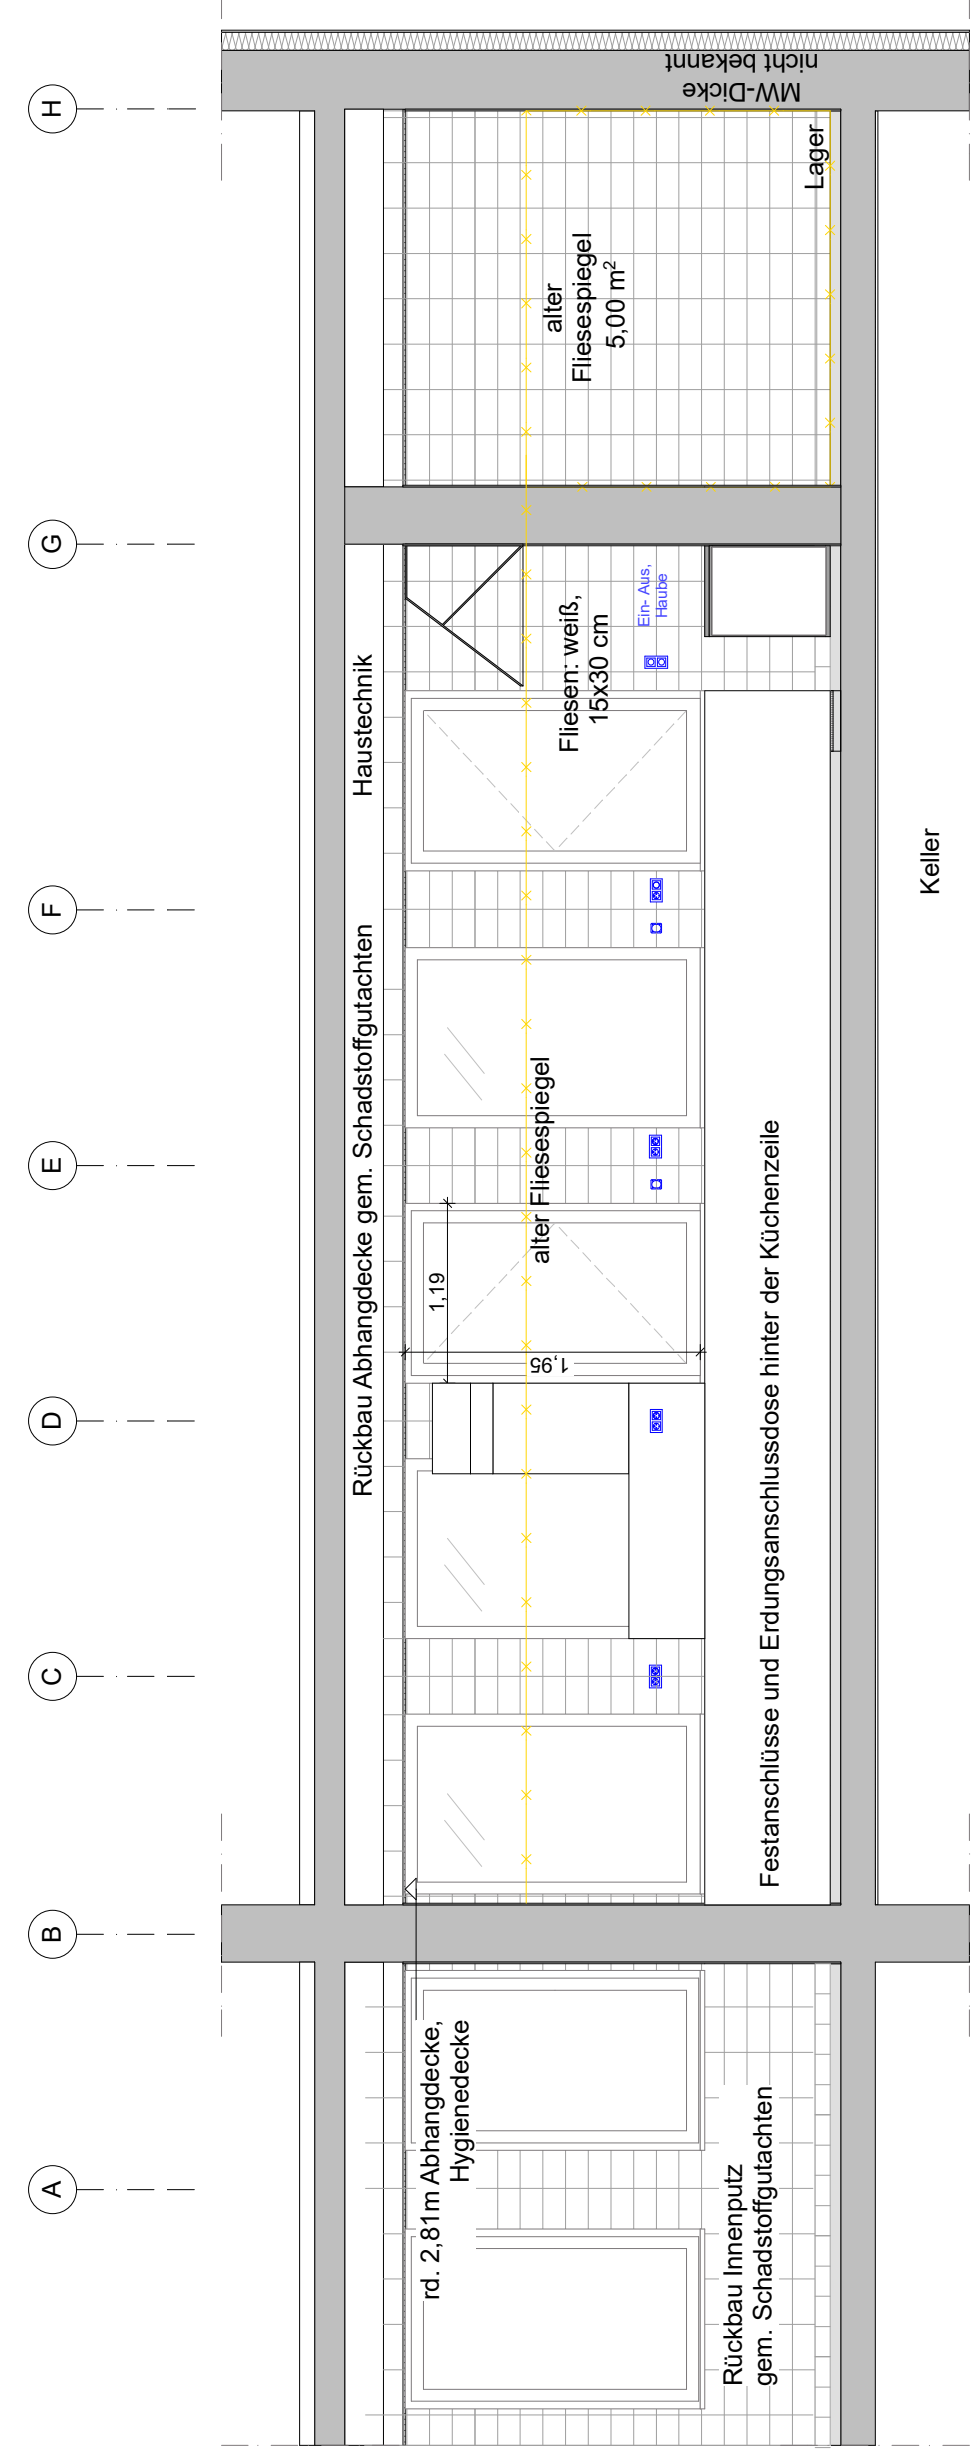 A
B
C
D
E
F
G
H
Haustechnik
Rückbau Abhangdecke gem. Schadstoffgutachten
rd. 2,81m Abhangdecke,
Hygienedecke
1,19
1,95
alter Fliesespiegel
Fliesen: weiß,
15x30 cm
Ein- Aus,
Haube
alter
Fliesespiegel
5,00 m²
Lager
MW-Dicke
nicht bekannt
Rückbau Innenputz
gem. Schadstoffgutachten
Festanschlüsse und Erdungsanschlussdose hinter der Küchenzeile
Keller